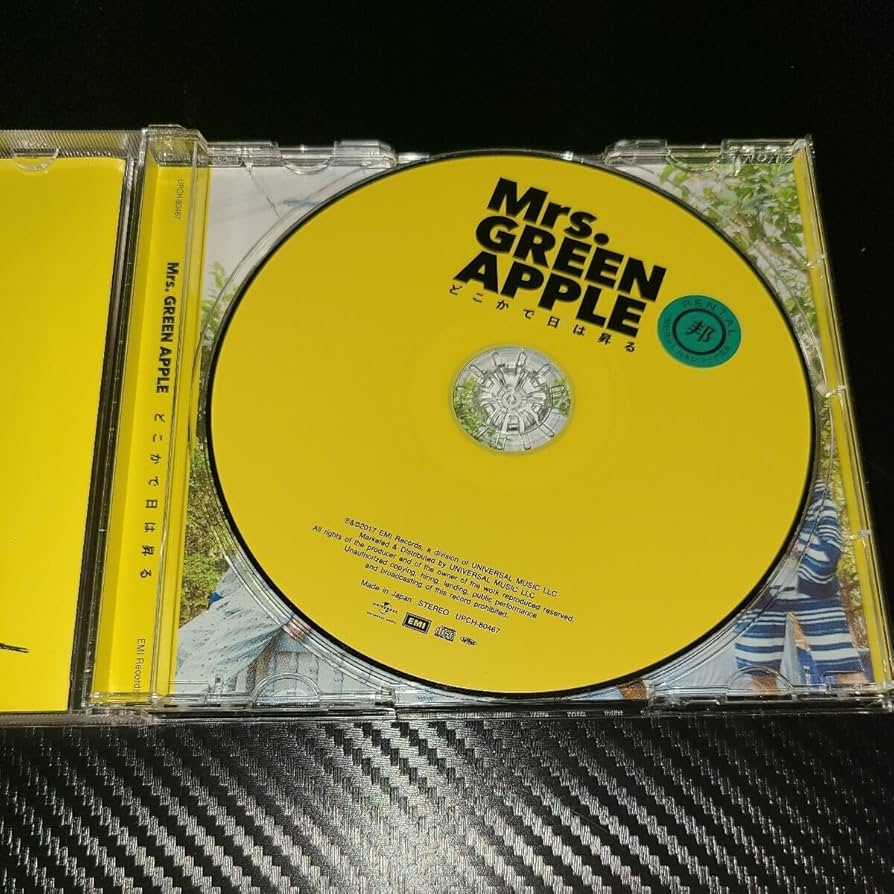 UPCH-80467
Mrs. GREEN APPLE どこかで日は昇る
EMI Records
Mrs.
GREEN
APPLE
どこかで日は昇る
RENTAL
邦
℗&©2017 EMI Records, a division of UNIVERSAL MUSIC LLC
Marketed & Distributed by UNIVERSAL MUSIC LLC
All rights of the producer and of the owner of the work reproduced reserved.
Unauthorized copying, hiring, lending, public performance
and broadcasting of this record prohibited.
Made in Japan STEREO UPCH-80467
EMI